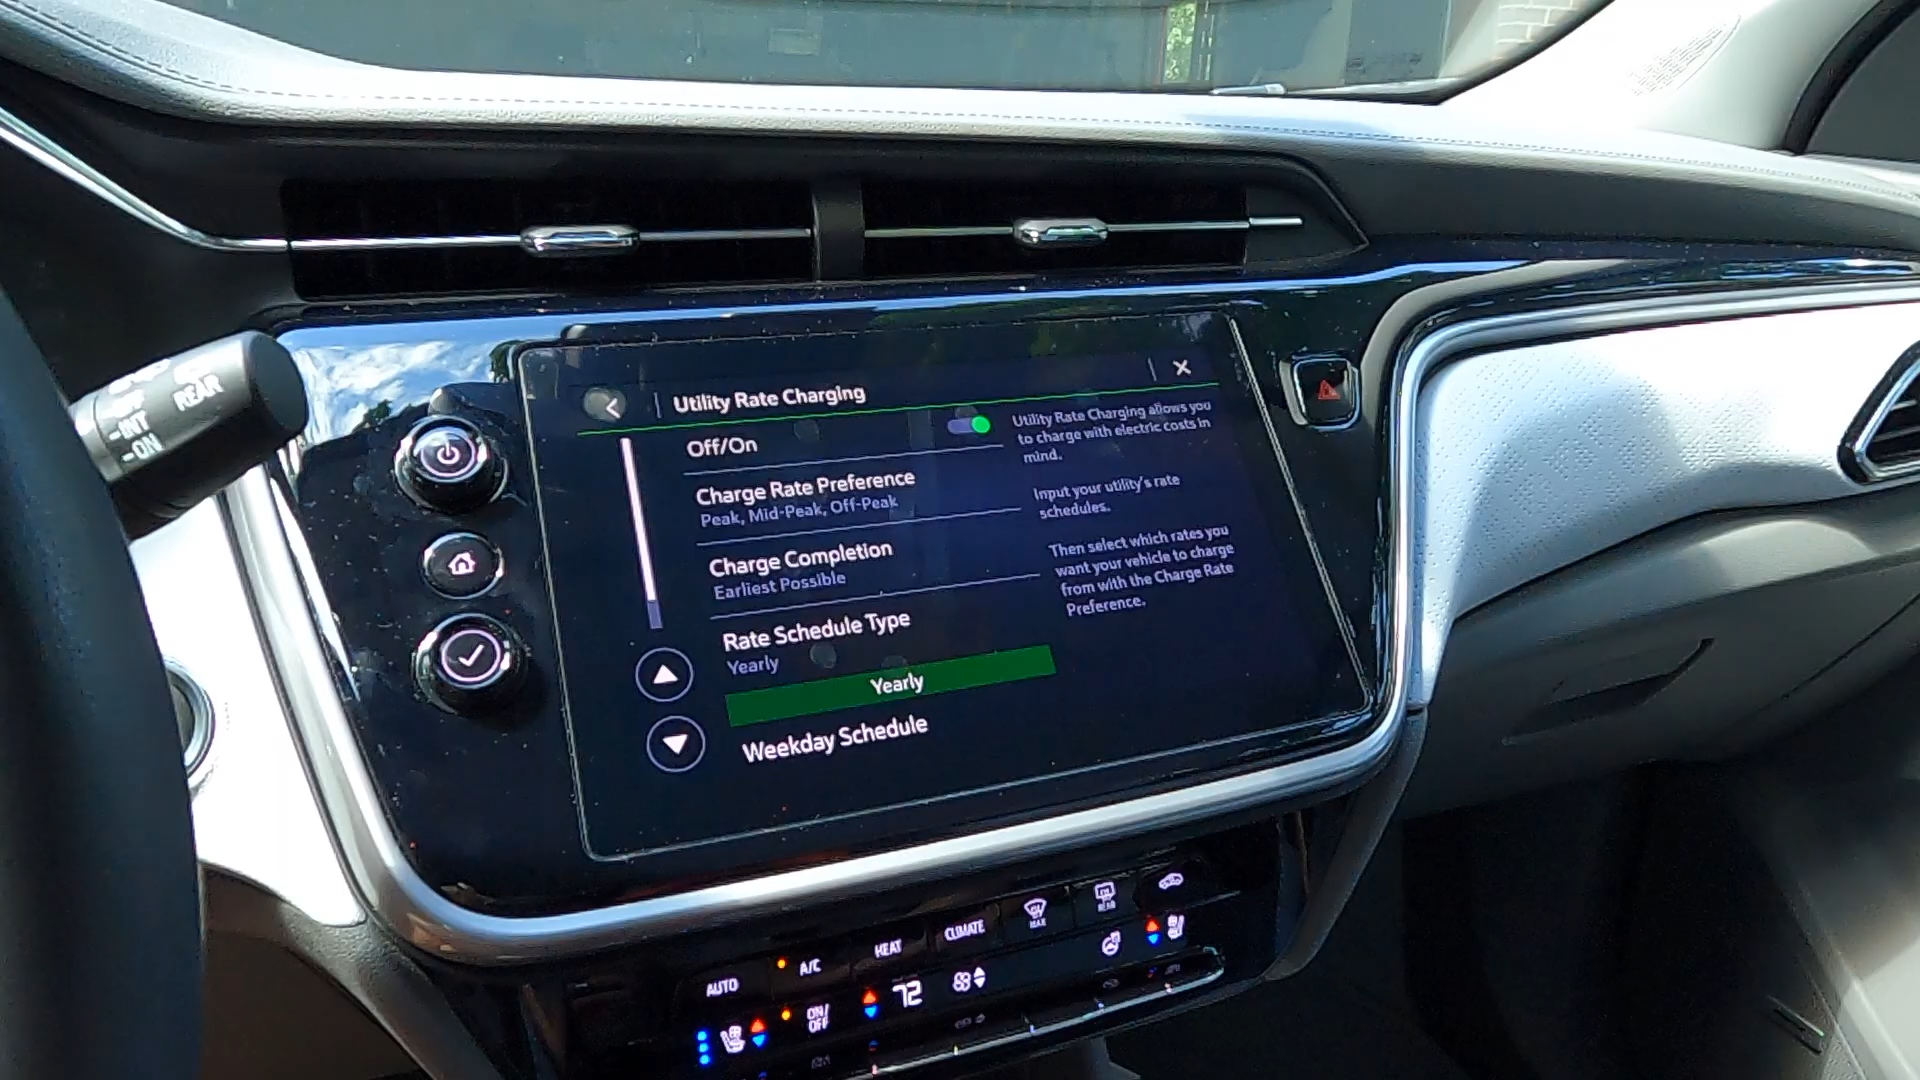 Utility Rate Charging
Off/On
Charge Rate Preference
Peak, Mid-Peak, Off-Peak
Charge Completion
Earliest Possible
Rate Schedule Type
Yearly
Yearly
Weekday Schedule
Utility Rate Charging allows you
to charge with electric costs in
mind.
Input your utility's rate
schedules.
Then select which rates you
want your vehicle to charge
from with the Charge Rate
Preference.
REAR
-INT
-ON
AUTO
A/C
HEAT
CLIMATE
MAX
REAR
ON/
OFF
72